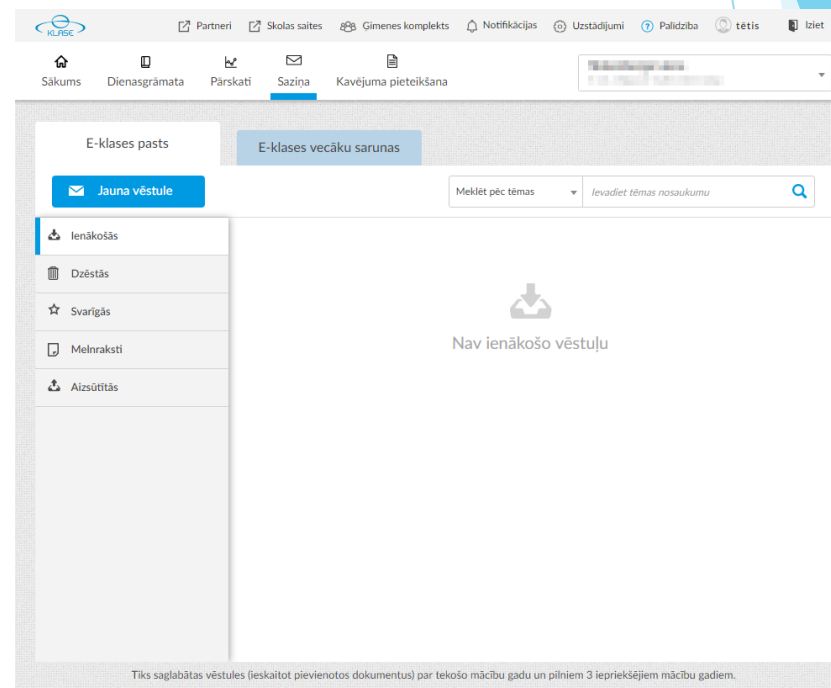 KLASE
Partneri Skolas saites Ģimenes komplekts Notifikācijas Uzstādījumi Palīdzība tētis Iziet
Sākums Dienasgrāmata Pārskati Saziņa Kavējuma pieteikšana
E-klases pasts E-klases vecāku sarunas
Jauna vēstule Meklēt pēc tēmas Ievadiet tēmas nosaukumu
Ienākošās
Dzēstās
Svarīgās
Melnraksti
Aizsūtītās
Nav ienākošo vēstuļu
Tiks saglabātas vēstules (ieskaitot pievienotos dokumentus) par tekošo mācību gadu un pilniem 3 iepriekšējiem mācību gadiem.